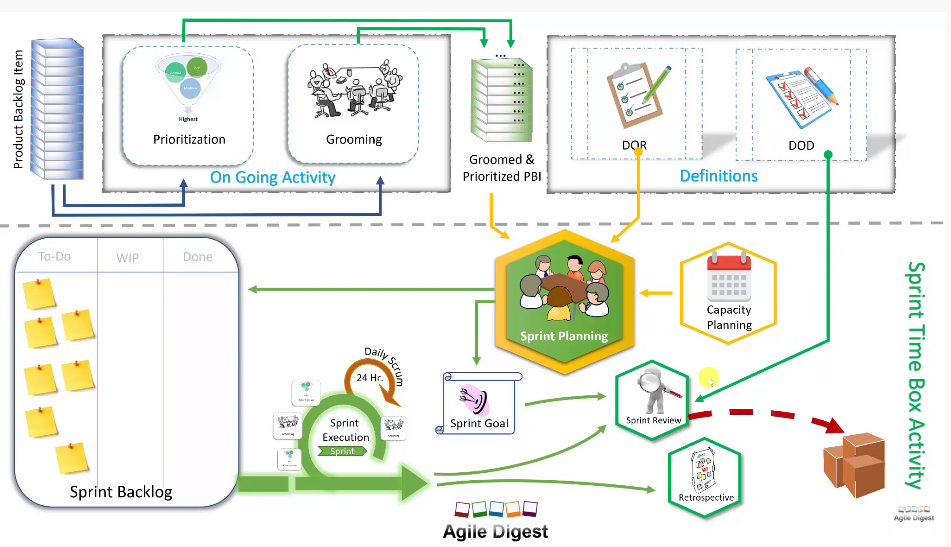 Product Backlog Item
Highest
Prioritization
Grooming
On Going Activity
Groomed &
Prioritized PBI
DOR
DOD
Definitions
To-Do
WIP
Done
Sprint Backlog
Sprint Planning
Capacity
Planning
Sprint Time Box Activity
Daily Scrum
24 Hr.
Sprint
Execution
Sprint
Sprint Goal
Sprint Review
Retrospective
Agile Digest
Agile Digest